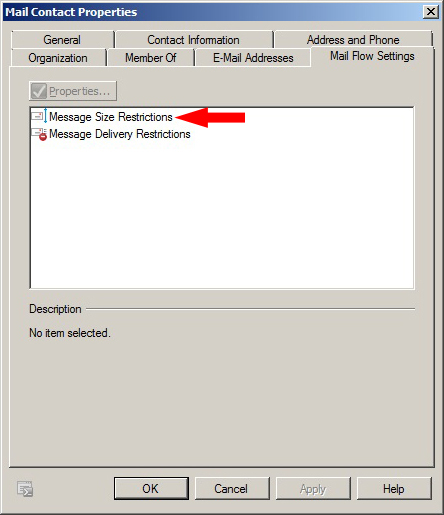 Mail Contact Properties
General Contact Information Address and Phone
Organization Member Of E-Mail Addresses Mail Flow Settings
Properties...
Message Size Restrictions
Message Delivery Restrictions
Description
No item selected.
OK Cancel Apply Help